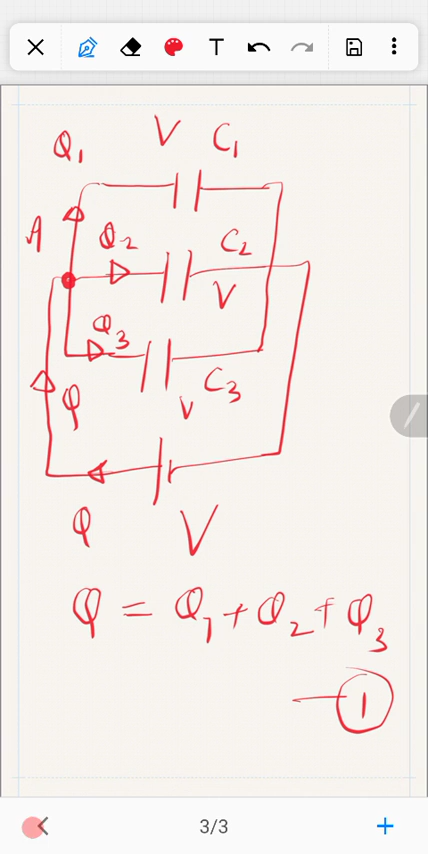 T
V C₁
Q₁
A Q₂ C₂
V
Q₃
C₃
V
Q
Q V
Q = Q₁ + Q₂ + Q₃
— ①
3/3